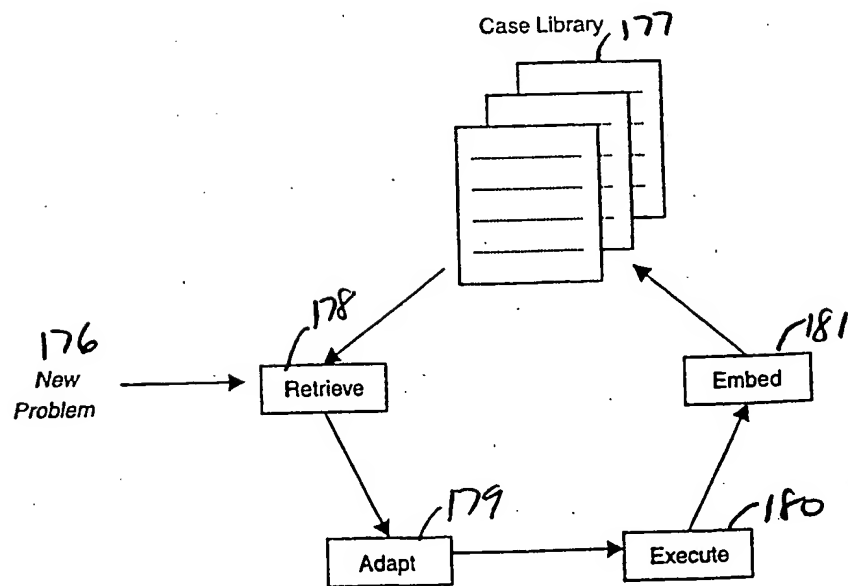 Case Library 177
176
New
Problem
178
Retrieve
181
Embed
179
Adapt
180
Execute